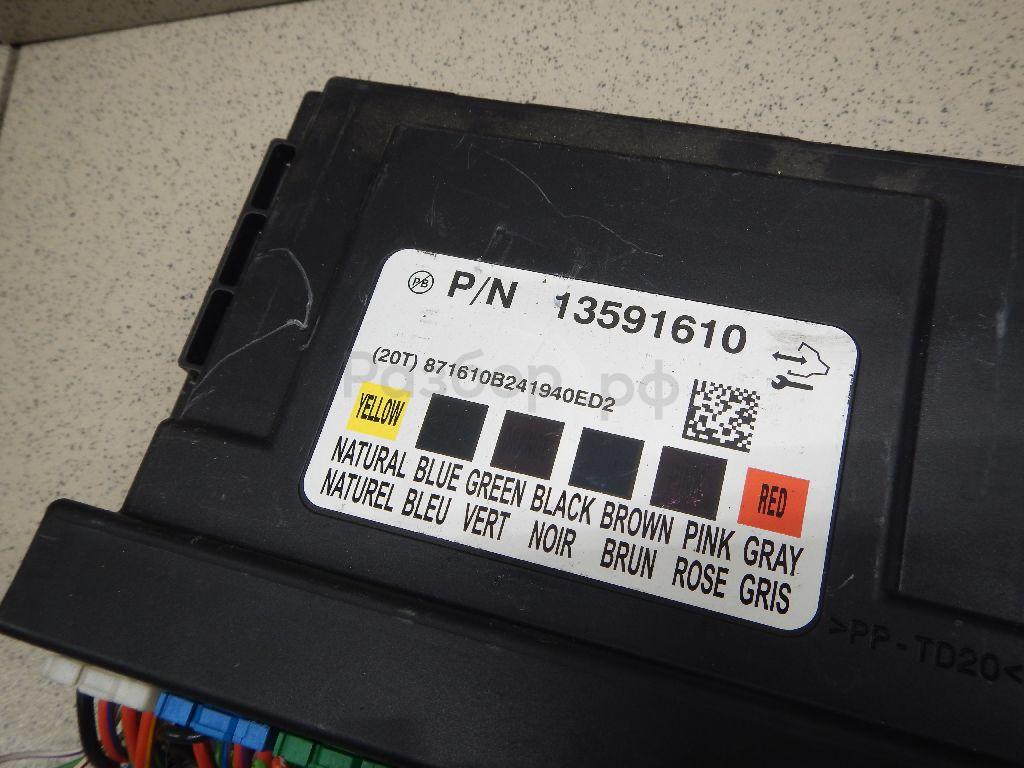 PB P/N 13591610
(20T) 871610B241940ED2
Разбор.рф
YELLOW RED
NATURAL BLUE GREEN BLACK BROWN PINK GRAY
NATUREL BLEU VERT NOIR BRUN ROSE GRIS
>PP-TD20<